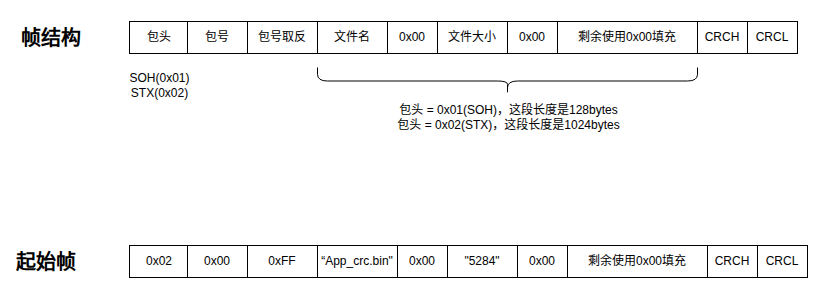 帧结构 包头 包号 包号取反 文件名 0x00 文件大小 0x00 剩余使用0x00填充 CRCH CRCL
SOH(0x01)
STX(0x02)
包头 = 0x01(SOH)，这段长度是128bytes
包头 = 0x02(STX)，这段长度是1024bytes
起始帧 0x02 0x00 0xFF “App_crc.bin" 0x00 "5284" 0x00 剩余使用0x00填充 CRCH CRCL